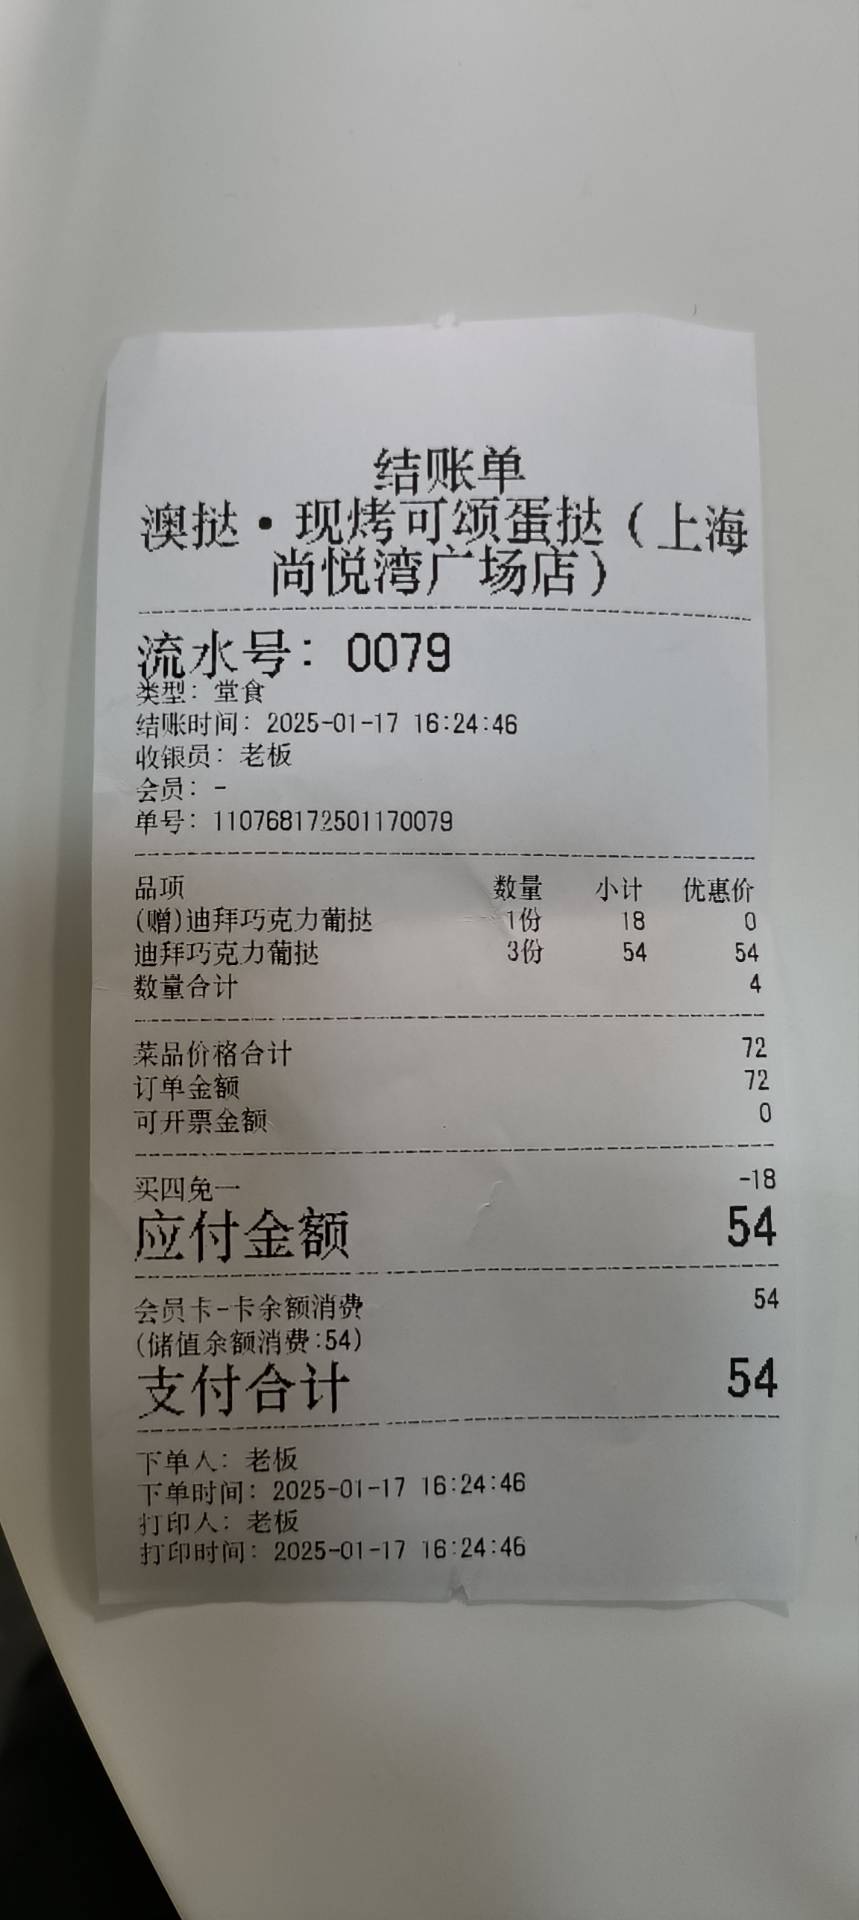 结账单
澳挞·现烤可颂蛋挞(上海
尚悦湾广场店)
流水号: 0079
类型: 堂食
结账时间: 2025-01-17 16:24:46
收银员: 老板
会员: -
单号: 110768172501170079
品项 数量 小计 优惠价
(赠)迪拜巧克力葡挞 1份 18 0
迪拜巧克力葡挞 3份 54 54
数量合计 4
菜品价格合计 72
订单金额 72
可开票金额 0
买四免一 -18
应付金额 54
会员卡-卡余额消费 54
(储值余额消费:54)
支付合计 54
下单人: 老板
下单时间: 2025-01-17 16:24:46
打印人: 老板
打印时间: 2025-01-17 16:24:46